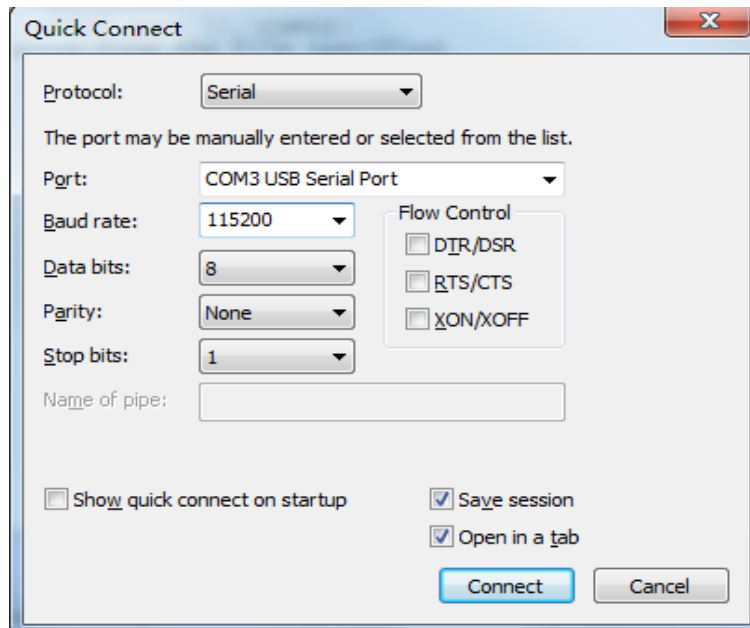 Quick Connect
Protocol: Serial
The port may be manually entered or selected from the list.
Port: COM3 USB Serial Port
Baud rate: 115200
Flow Control
DTR/DSR
Data bits: 8
RTS/CTS
Parity: None
XON/XOFF
Stop bits: 1
Name of pipe:
Show quick connect on startup
Save session
Open in a tab
Connect
Cancel